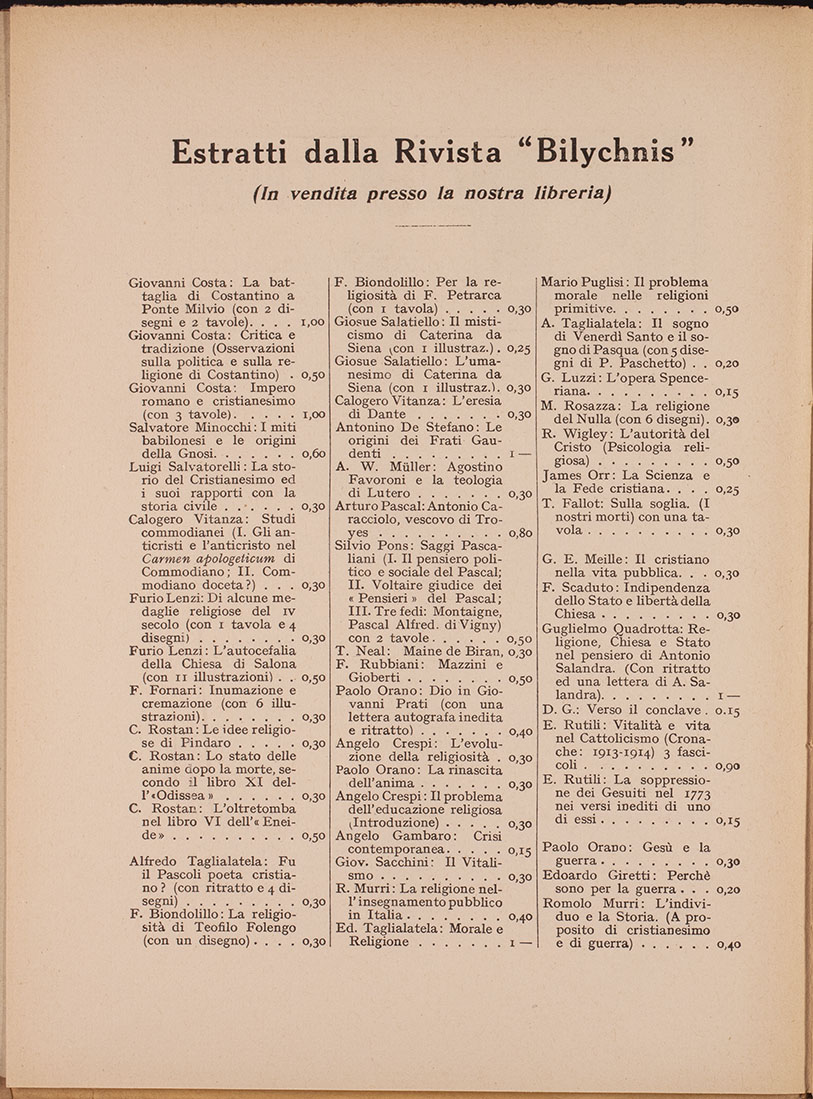 Estratti dalla Rivista “Bilychnis”
(In vendita presso la nostra libreria)
Giovanni Costa: La bat-
taglia di Costantino a
Ponte Milvio (con 2 di-
segni e 2 tavole). . . . 1,00
Giovanni Costa: Critica e
tradizione (Osservazioni
sulla politica e sulla re-
ligione di Costantino) . 0,50
Giovanni Costa: Impero
romano e cristianesimo
(con 3 tavole). . . . . . 1,00
Salvatore Minocchi: I miti
babilonesi e le origini
della Gnosi. . . . . . . 0,60
Luigi Salvatorelli: La sto-
rio del Cristianesimo ed
i suoi rapporti con la
storia civile . . . . . . 0,30
Calogero Vitanza: Studi
commodianei (I. Gli an-
ticristi e l'anticristo nel
Carmen apologeticum di
Commodiano; II. Com-
modiano doceta?) . . . 0,30
Furio Lenzi: Di alcune me-
daglie religiose del IV
secolo (con 1 tavola e 4
disegni) . . . . . . . . 0,30
Furio Lenzi: L'autocefalia
della Chiesa di Salona
(con 11 illustrazioni) . . 0,50
F. Fornari: Inumazione e
cremazione (con 6 illu-
strazioni). . . . . . . . 0,30
C. Rostan: Le idee religio-
se di Pindaro . . . . . 0,30
C. Rostan: Lo stato delle
anime dopo la morte, se-
condo il libro XI del-
l'«Odissea» . . . . . . 0,30
C. Rostan: L'oltretomba
nel libro VI dell'« Enei-
de» . . . . . . . . . . 0,50
Alfredo Taglialatela: Fu
il Pascoli poeta cristia-
no? (con ritratto e 4 di-
segni) . . . . . . . . . 0,30
F. Biondolillo: La religio-
sità di Teofilo Folengo
(con un disegno) . . . . 0,30
F. Biondolillo: Per la re-
ligiosità di F. Petrarca
(con 1 tavola) . . . . . 0,30
Giosue Salatiello: Il misti-
cismo di Caterina da
Siena (con 1 illustraz.) . 0,25
Giosue Salatiello: L'uma-
nesimo di Caterina da
Siena (con 1 illustraz.). 0,30
Calogero Vitanza: L'eresia
di Dante . . . . . . . 0,30
Antonino De Stefano: Le
origini dei Frati Gau-
denti . . . . . . . . . 1 —
A. W. Müller: Agostino
Favoroni e la teologia
di Lutero . . . . . . . 0,30
Arturo Pascal: Antonio Ca-
racciolo, vescovo di Tro-
yes . . . . . . . . . . 0,80
Silvio Pons: Saggi Pasca-
liani (I. Il pensiero poli-
tico e sociale del Pascal;
II. Voltaire giudice dei
« Pensieri » del Pascal;
III. Tre fedi: Montaigne,
Pascal Alfred. di Vigny)
con 2 tavole . . . . . . 0,50
T. Neal: Maine de Biran, 0,30
F. Rubbiani: Mazzini e
Gioberti . . . . . . . 0,50
Paolo Orano: Dio in Gio-
vanni Prati (con una
lettera autografa inedita
e ritratto) . . . . . . . 0,40
Angelo Crespi: L'evolu-
zione della religiosità . 0,30
Paolo Orano: La rinascita
dell'anima . . . . . . . 0,30
Angelo Crespi: Il problema
dell'educazione religiosa
(Introduzione) . . . . . 0,30
Angelo Gambaro: Crisi
contemporanea. . . . . 0,15
Giov. Sacchini: Il Vitali-
smo . . . . . . . . . . 0,30
R. Murri: La religione nel-
l'insegnamento pubblico
in Italia . . . . . . . . 0,40
Ed. Taglialatela: Morale e
Religione . . . . . . . 1 —
Mario Puglisi: Il problema
morale nelle religioni
primitive. . . . . . . . 0,50
A. Taglialatela: Il sogno
di Venerdì Santo e il so-
gno di Pasqua (con 5 dise-
gni di P. Paschetto) . . 0,20
G. Luzzi: L'opera Spence-
riana. . . . . . . . . . 0,15
M. Rosazza: La religione
del Nulla (con 6 disegni). 0,30
R. Wigley: L'autorità del
Cristo (Psicologia reli-
giosa) . . . . . . . . . 0,50
James Orr: La Scienza e
la Fede cristiana. . . . 0,25
T. Fallot: Sulla soglia. (I
nostri morti) con una ta-
vola . . . . . . . . . . 0,30
G. E. Meille: Il cristiano
nella vita pubblica. . . 0,30
F. Scaduto: Indipendenza
dello Stato e libertà della
Chiesa . . . . . . . . . 0,30
Guglielmo Quadrotta: Re-
ligione, Chiesa e Stato
nel pensiero di Antonio
Salandra. (Con ritratto
ed una lettera di A. Sa-
landra). . . . . . . . . 1 —
D. G.: Verso il conclave . 0.15
E. Rutili: Vitalità e vita
nel Cattolicismo (Crona-
che: 1913-1914) 3 fasci-
coli . . . . . . . . . . 0,90
E. Rutili: La soppressio-
ne dei Gesuiti nel 1773
nei versi inediti di uno
di essi . . . . . . . . . 0,15
Paolo Orano: Gesù e la
guerra . . . . . . . . . 0,30
Edoardo Giretti: Perchè
sono per la guerra . . . 0,20
Romolo Murri: L'indivi-
duo e la Storia. (A pro-
posito di cristianesimo
e di guerra) . . . . . . 0,40